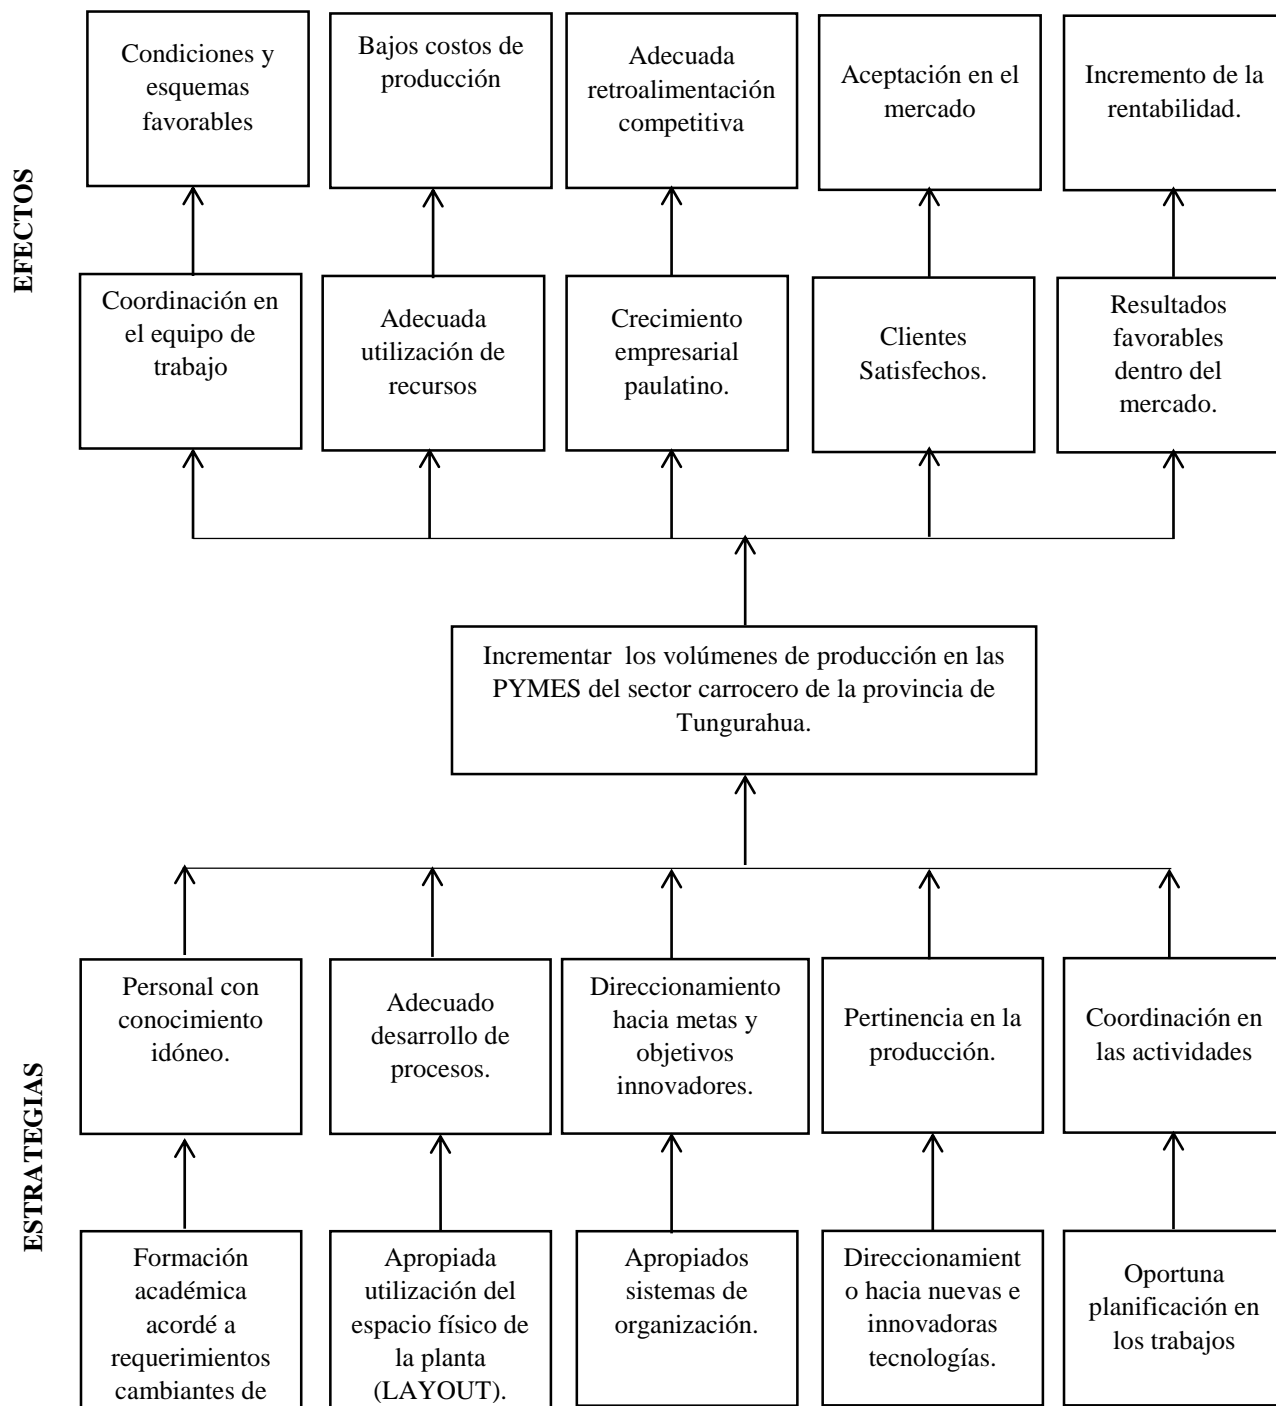 EFECTOS
Condiciones y
esquemas
favorables
Bajos costos de
producción
Adecuada
retroalimentación
competitiva
Aceptación en el
mercado
Incremento de la
rentabilidad.
Coordinación en
el equipo de
trabajo
Adecuada
utilización de
recursos
Crecimiento
empresarial
paulatino.
Clientes
Satisfechos.
Resultados
favorables
dentro del
mercado.
Incrementar los volúmenes de producción en las
PYMES del sector carrocero de la provincia de
Tungurahua.
ESTRATEGIAS
Personal con
conocimiento
idóneo.
Adecuado
desarrollo de
procesos.
Direccionamiento
hacia metas y
objetivos
innovadores.
Pertinencia en la
producción.
Coordinación en
las actividades
Formación
académica
acordé a
requerimientos
cambiantes de
Apropiada
utilización del
espacio físico de
la planta
(LAYOUT).
Apropiados
sistemas de
organización.
Direccionamient
o hacia nuevas e
innovadoras
tecnologías.
Oportuna
planificación en
los trabajos